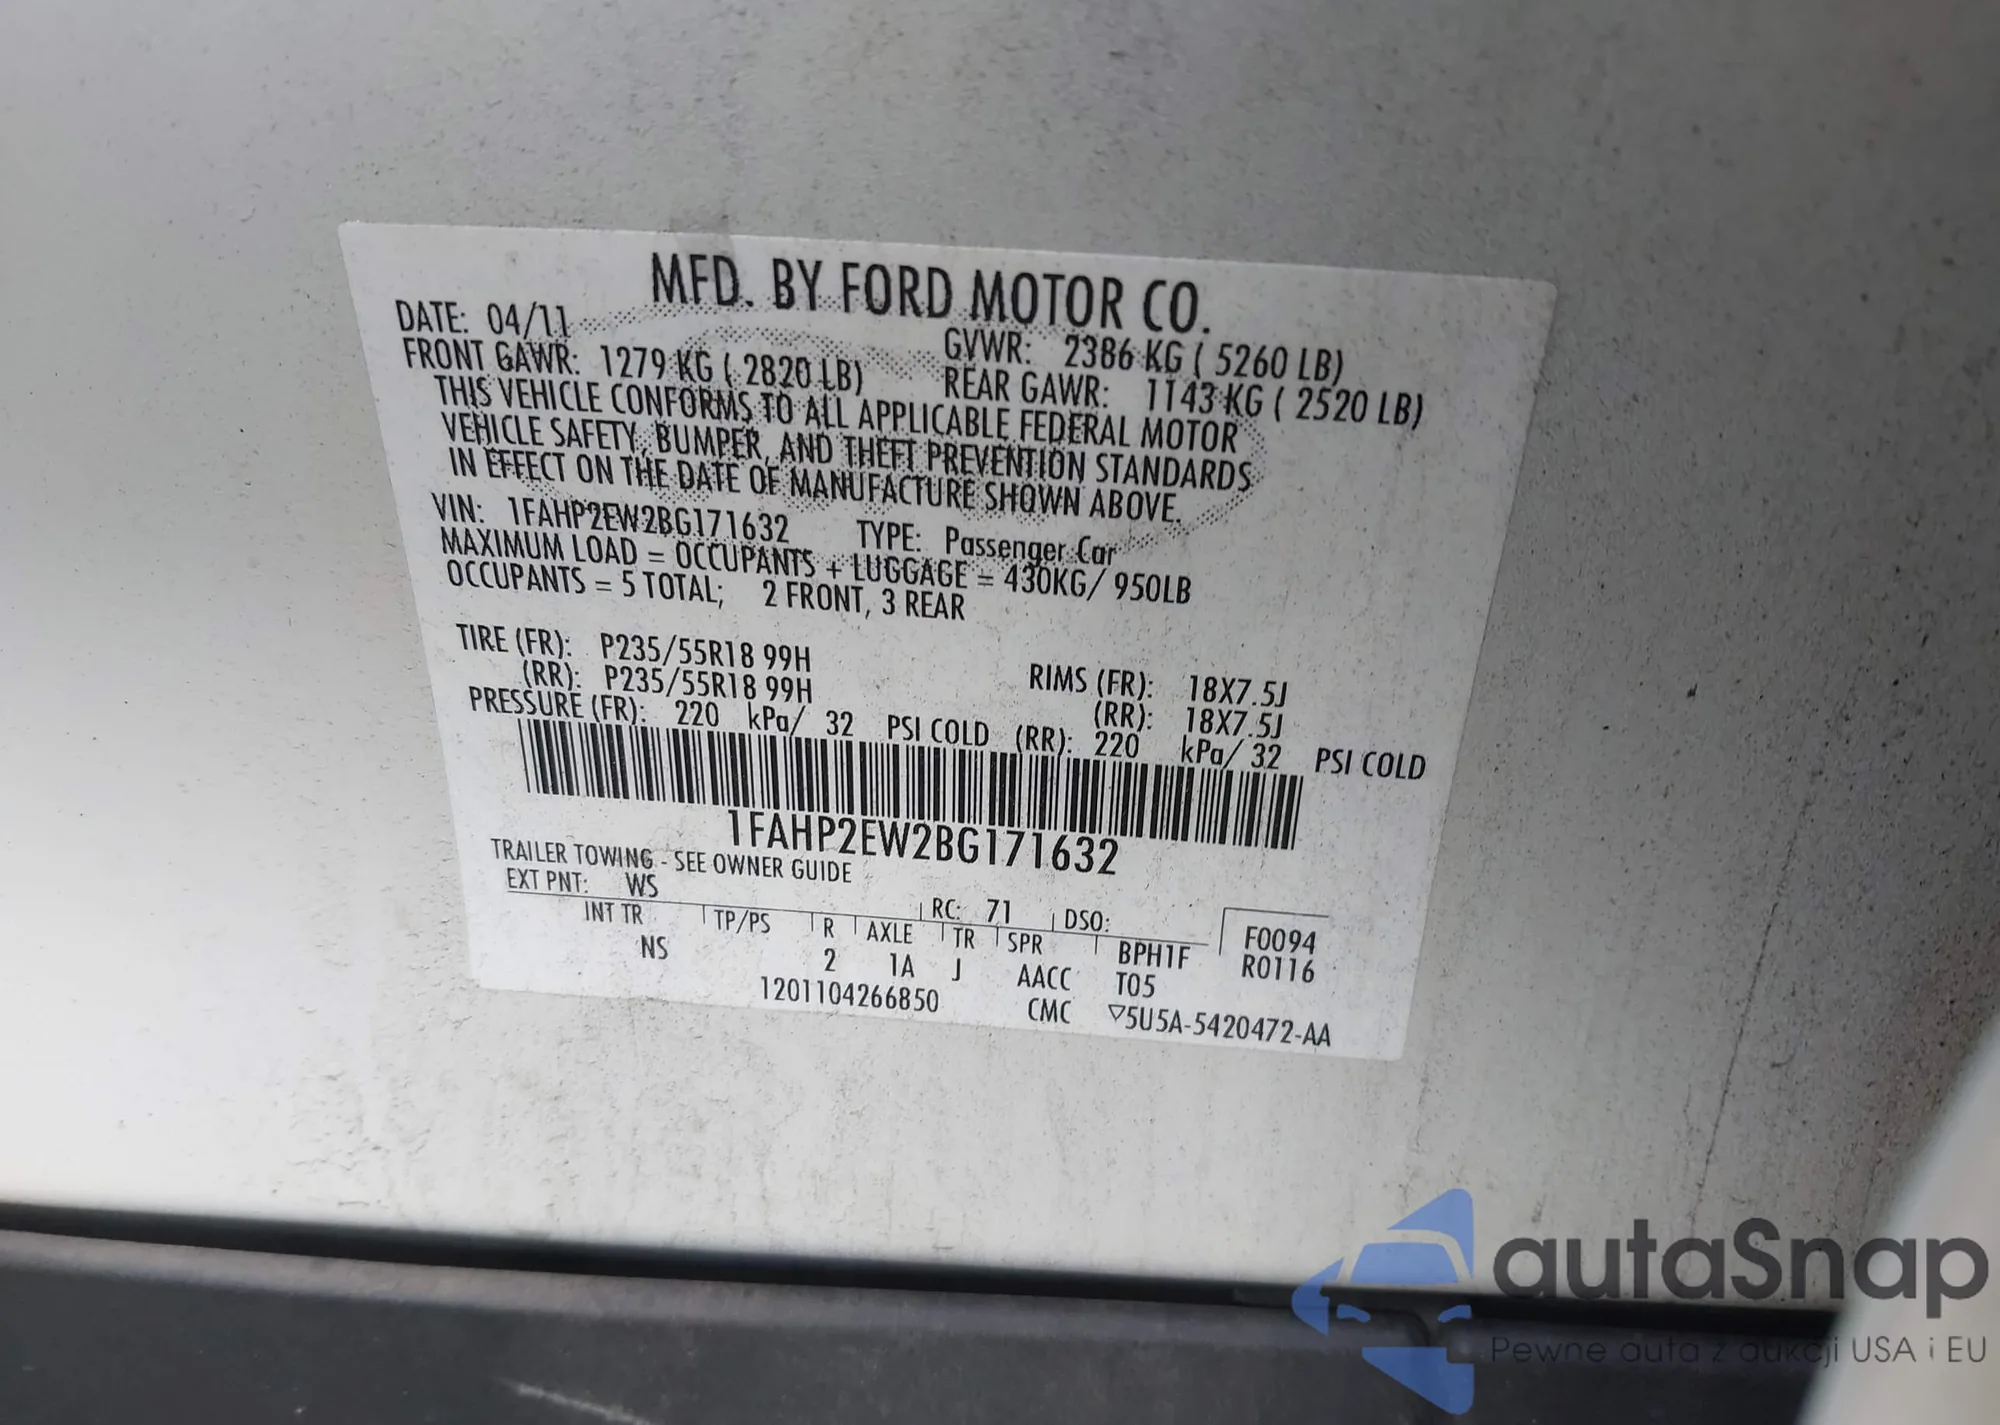 MFD. BY FORD MOTOR CO.
DATE: 04/11 GVWR: 2386 KG ( 5260 LB)
FRONT GAWR: 1279 KG ( 2820 LB) REAR GAWR: 1143 KG ( 2520 LB)
THIS VEHICLE CONFORMS TO ALL APPLICABLE FEDERAL MOTOR
VEHICLE SAFETY, BUMPER, AND THEFT PREVENTION STANDARDS
IN EFFECT ON THE DATE OF MANUFACTURE SHOWN ABOVE.
VIN: 1FAHP2EW2BG171632 TYPE: Passenger Car
MAXIMUM LOAD = OCCUPANTS + LUGGAGE = 430KG/ 950LB
OCCUPANTS = 5 TOTAL; 2 FRONT, 3 REAR
TIRE (FR): P235/55R18 99H RIMS (FR): 18X7.5J
(RR): P235/55R18 99H (RR): 18X7.5J
PRESSURE (FR): 220 kPa/ 32 PSI COLD (RR): 220 kPa/ 32 PSI COLD
1FAHP2EW2BG171632
TRAILER TOWING - SEE OWNER GUIDE
EXT PNT: WS RC: 71 DSO:
INT TR TP/PS R AXLE TR SPR BPH1F F0094
NS 2 1A J AACC T05 R0116
1201104266850 CMC ▽5U5A-5420472-AA
autaSnap
Pewne auta z aukcji USA i EU